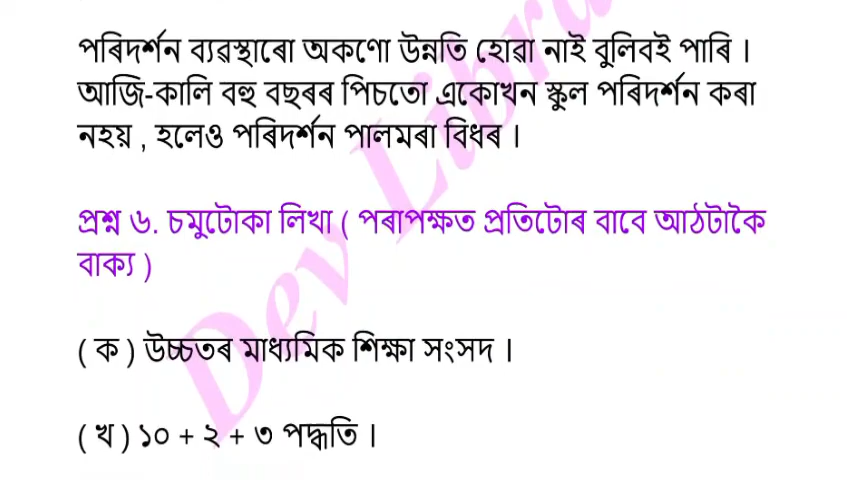 পৰিদৰ্শন ব্যৱস্থাৰো অকণো উন্নতি হোৱা নাই বুলিবই পাৰি ।
আজি-কালি বহু বছৰৰ পিচতো একোখন স্কুল পৰিদৰ্শন কৰা
নহয় , হলেও পৰিদৰ্শন পালমৰা বিধৰ ।
প্ৰশ্ন ৬. চমুটোকা লিখা ( পৰাপক্ষত প্ৰতিটোৰ বাবে আঠটাকৈ
বাক্য )
( ক ) উচ্চতৰ মাধ্যমিক শিক্ষা সংসদ ।
( খ ) ১০ + ২ + ৩ পদ্ধতি ।
Dev Libra